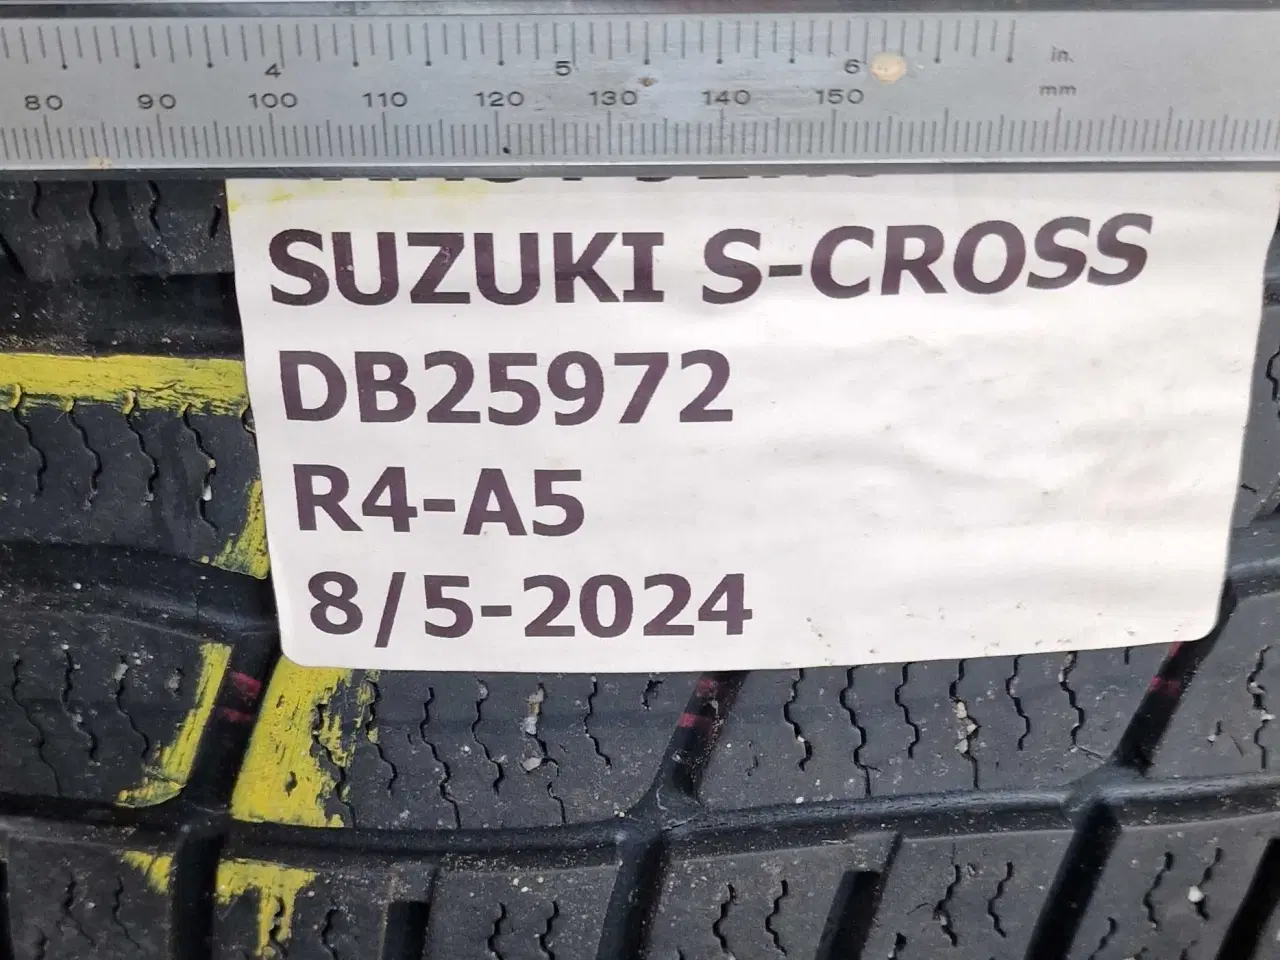 4 5 6 in.
80 90 100 110 120 130 140 150 mm
SUZUKI S-CROSS
DB25972
R4-A5
8/5-2024